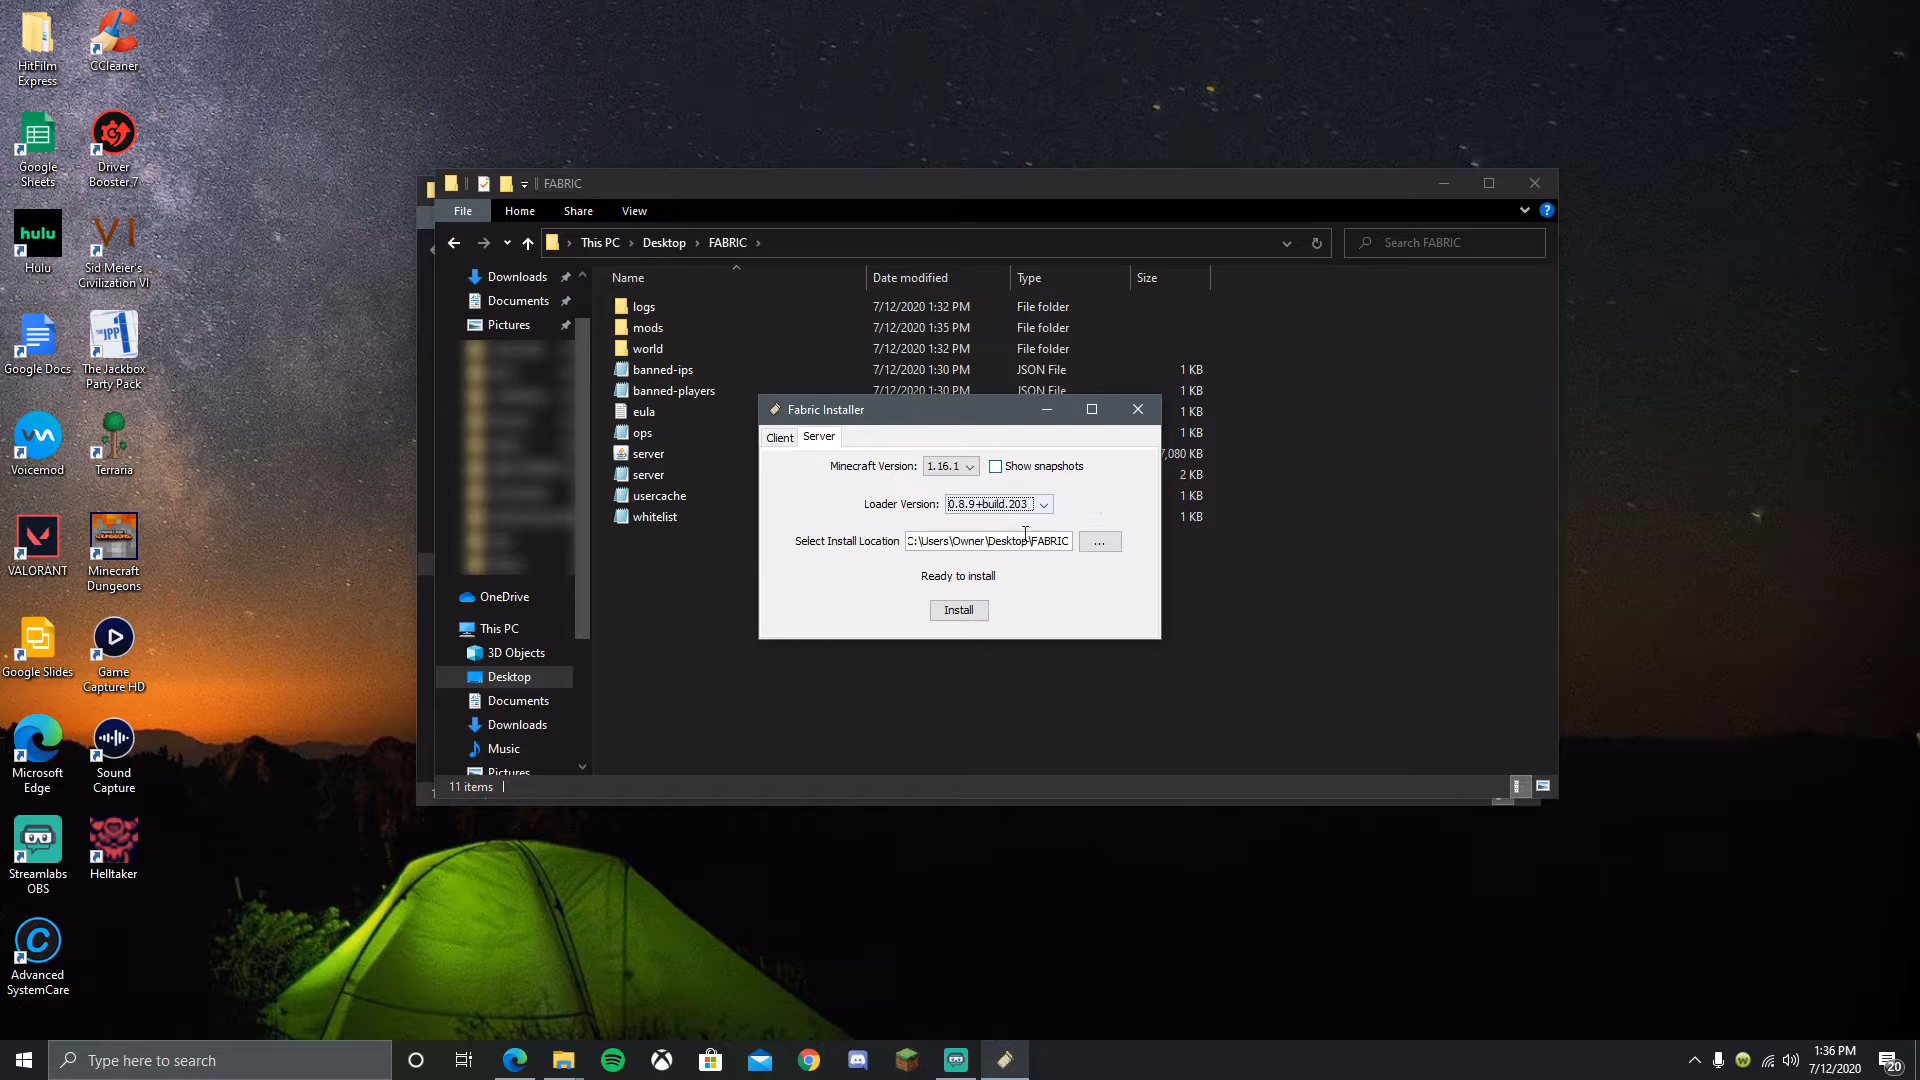 HitFilm
Express
CCleaner
Google
Sheets
Driver
Booster 7
hulu
Hulu
VI
Sid Meier's
Civilization VI
Google Docs
THE JPP 1
The Jackbox
Party Pack
Voicemod
Terraria
VALORANT
Minecraft
Dungeons
Google Slides
Game
Capture HD
Microsoft
Edge
Sound
Capture
Streamlabs
OBS
Helltaker
Advanced
SystemCare
FABRIC
File Home Share View
This PC Desktop FABRIC
Search FABRIC
Downloads
Documents
Pictures
OneDrive
This PC
3D Objects
Desktop
Documents
Downloads
Music
Pictures
Name Date modified Type Size
logs 7/12/2020 1:32 PM File folder
mods 7/12/2020 1:35 PM File folder
world 7/12/2020 1:32 PM File folder
banned-ips 7/12/2020 1:30 PM JSON File 1 KB
banned-players 7/12/2020 1:30 PM JSON File 1 KB
eula 1 KB
ops 1 KB
server 7,080 KB
server 2 KB
usercache 1 KB
whitelist 1 KB
11 items
Fabric Installer
Client Server
Minecraft Version: 1.16.1 Show snapshots
Loader Version: 0.8.9+build.203
Select Install Location C:\Users\Owner\Desktop\FABRIC ...
Ready to install
Install
Type here to search
1:36 PM
7/12/2020
20